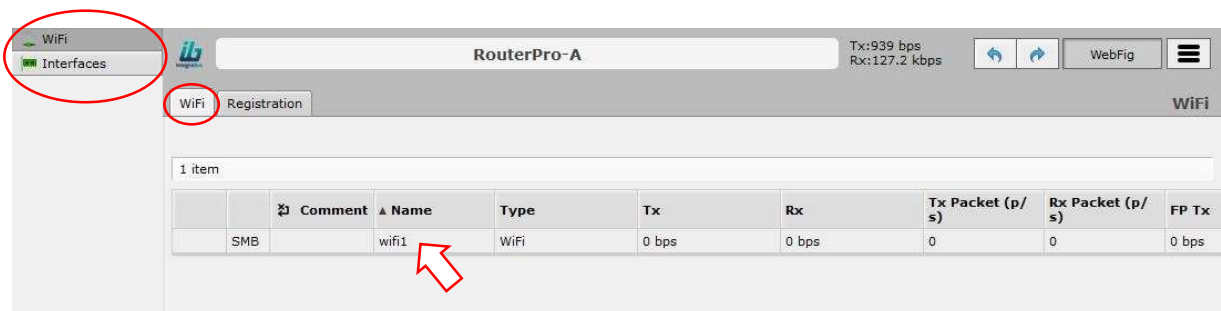 WiFi
Interfaces
RouterPro-A
Tx:939 bps
Rx:127.2 kbps
WebFig
WiFi Registration WiFi
1 item
Comment Name Type Tx Rx Tx Packet (p/s) Rx Packet (p/s) FP Tx
SMB wifi1 WiFi 0 bps 0 bps 0 0 0 bps